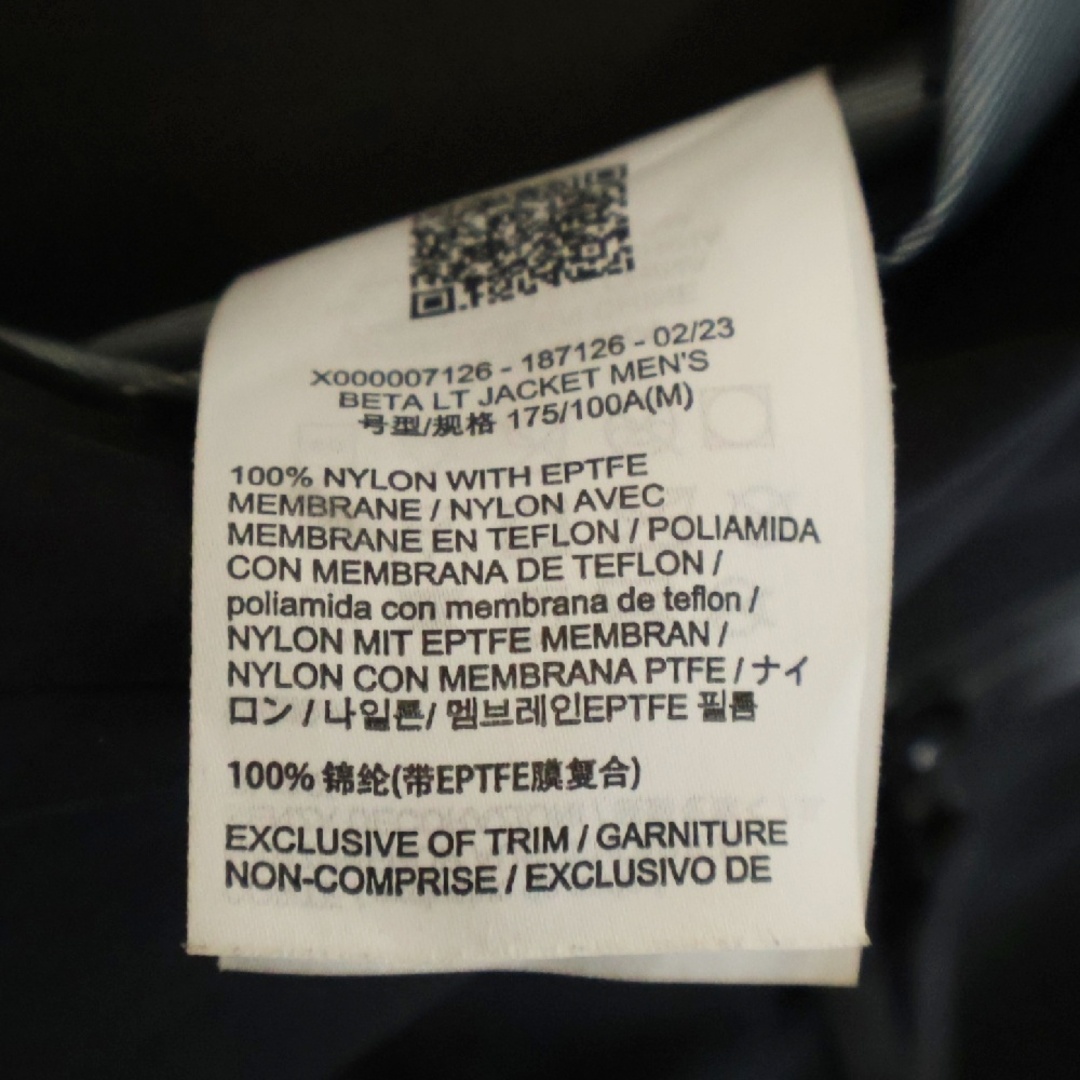 X000007126 - 187126 - 02/23
BETA LT JACKET MEN'S
号型/规格 175/100A(M)
100% NYLON WITH EPTFE
MEMBRANE / NYLON AVEC
MEMBRANE EN TEFLON / POLIAMIDA
CON MEMBRANA DE TEFLON /
poliamida con membrana de teflon /
NYLON MIT EPTFE MEMBRAN /
NYLON CON MEMBRANA PTFE / ナイ
ロン / 나일론/ 멤브레인EPTFE 필름
100% 锦纶(带EPTFE膜复合)
EXCLUSIVE OF TRIM / GARNITURE
NON-COMPRISE / EXCLUSIVO DE